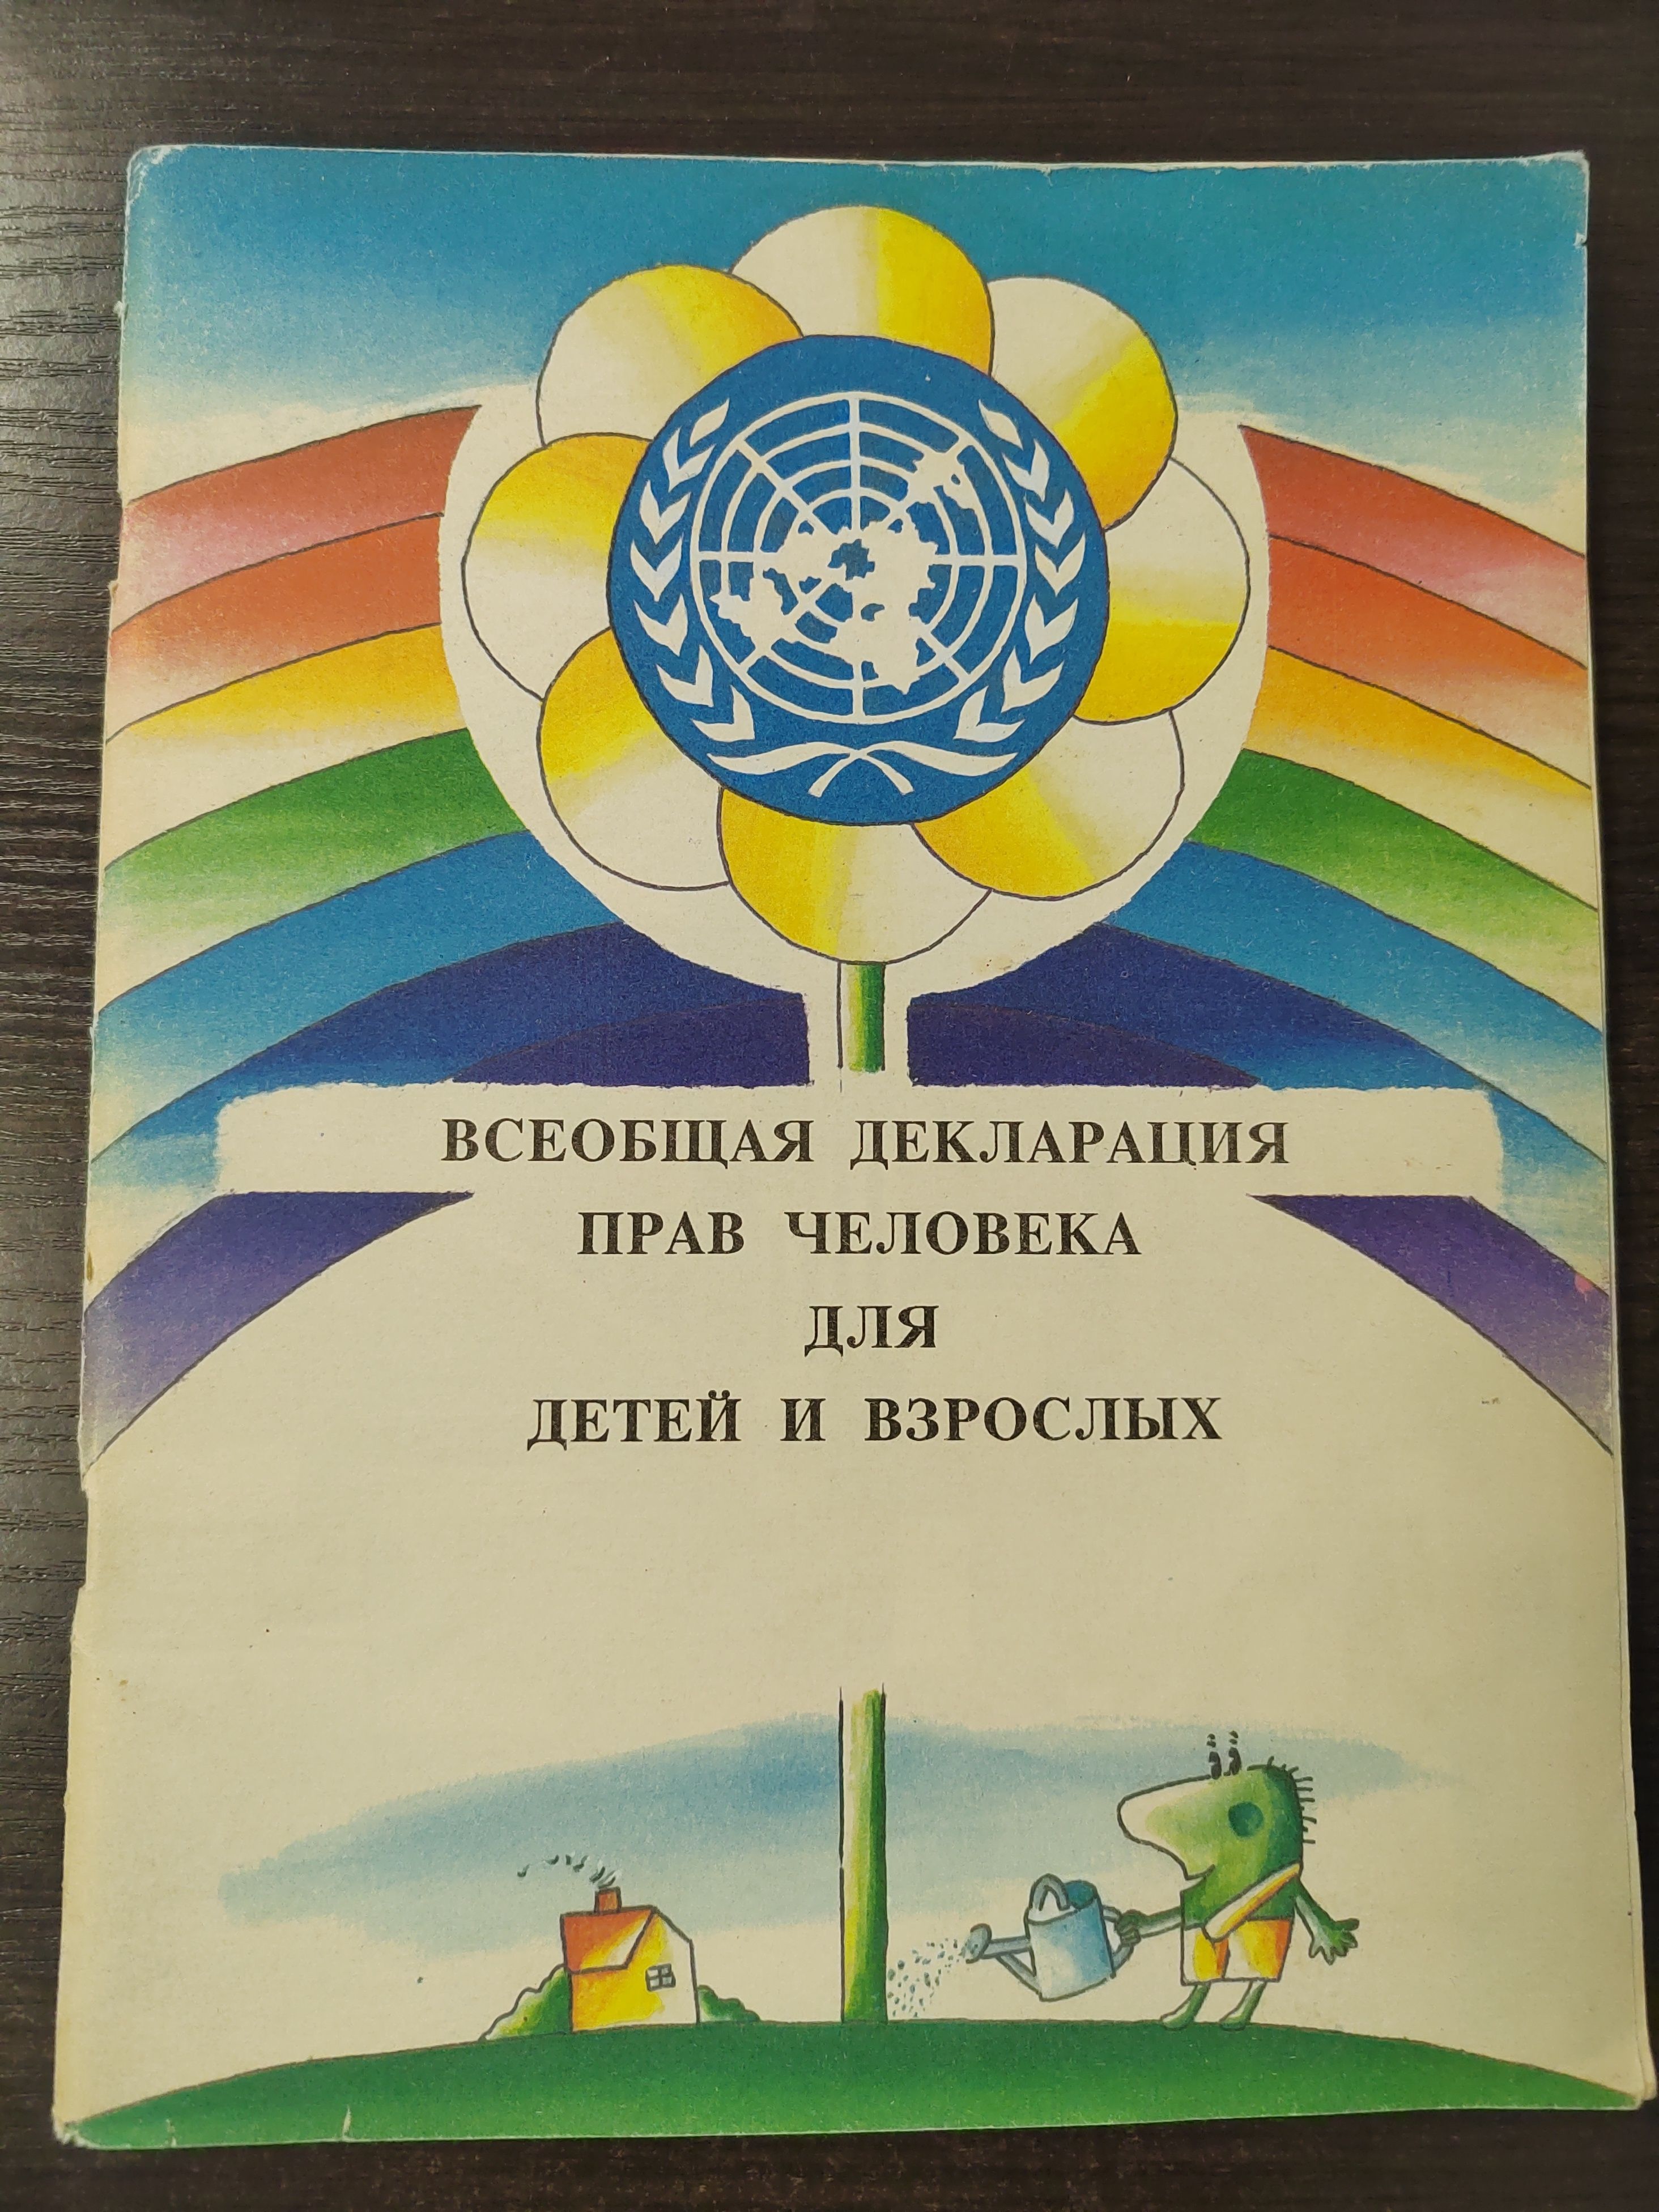 ВСЕОБЩАЯ ДЕКЛАРАЦИЯ
ПРАВ ЧЕЛОВЕКА
ДЛЯ
ДЕТЕЙ И ВЗРОСЛЫХ